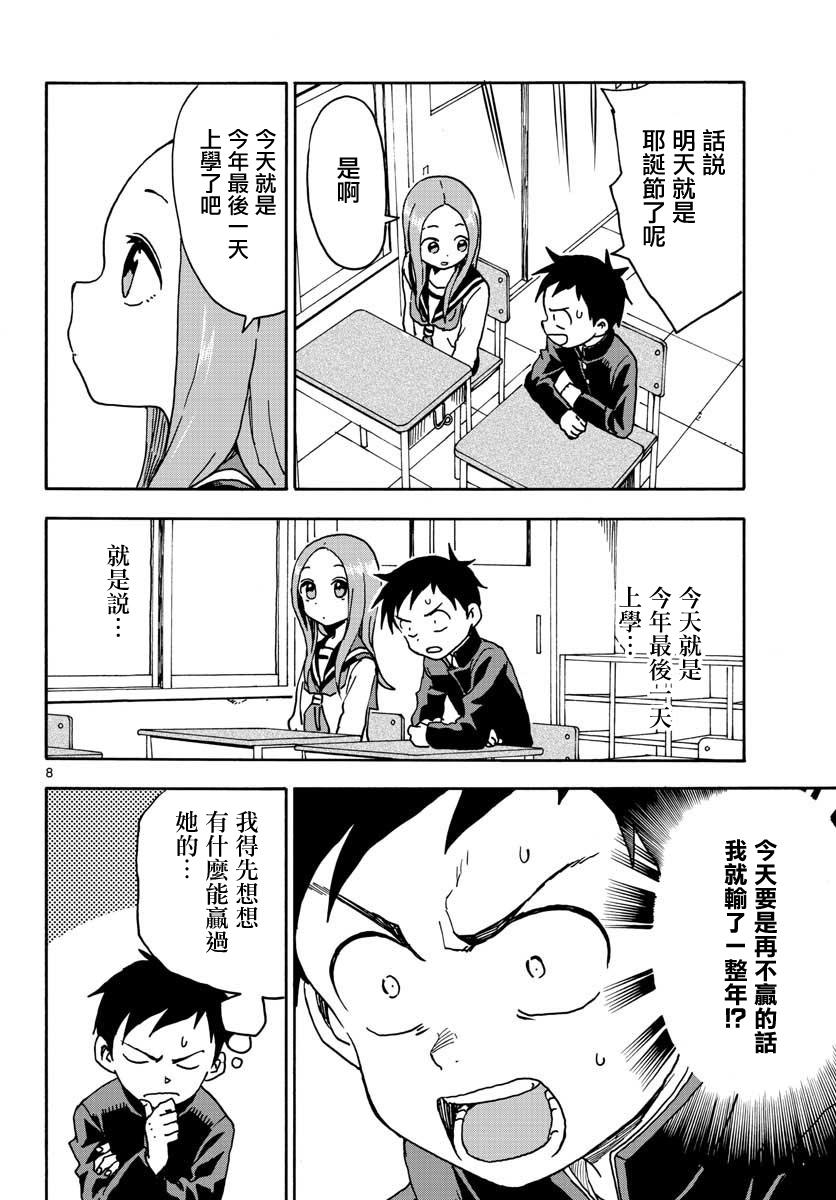 話説
明天就是
耶誕節了呢
是啊
今天就是
今年最後一天
上學了吧
今天就是
今年最後一天
上學…
就是説…
8
今天要是再不贏的話
我就輸了一整年!?
我得先想想
有什麼能贏過
她的…